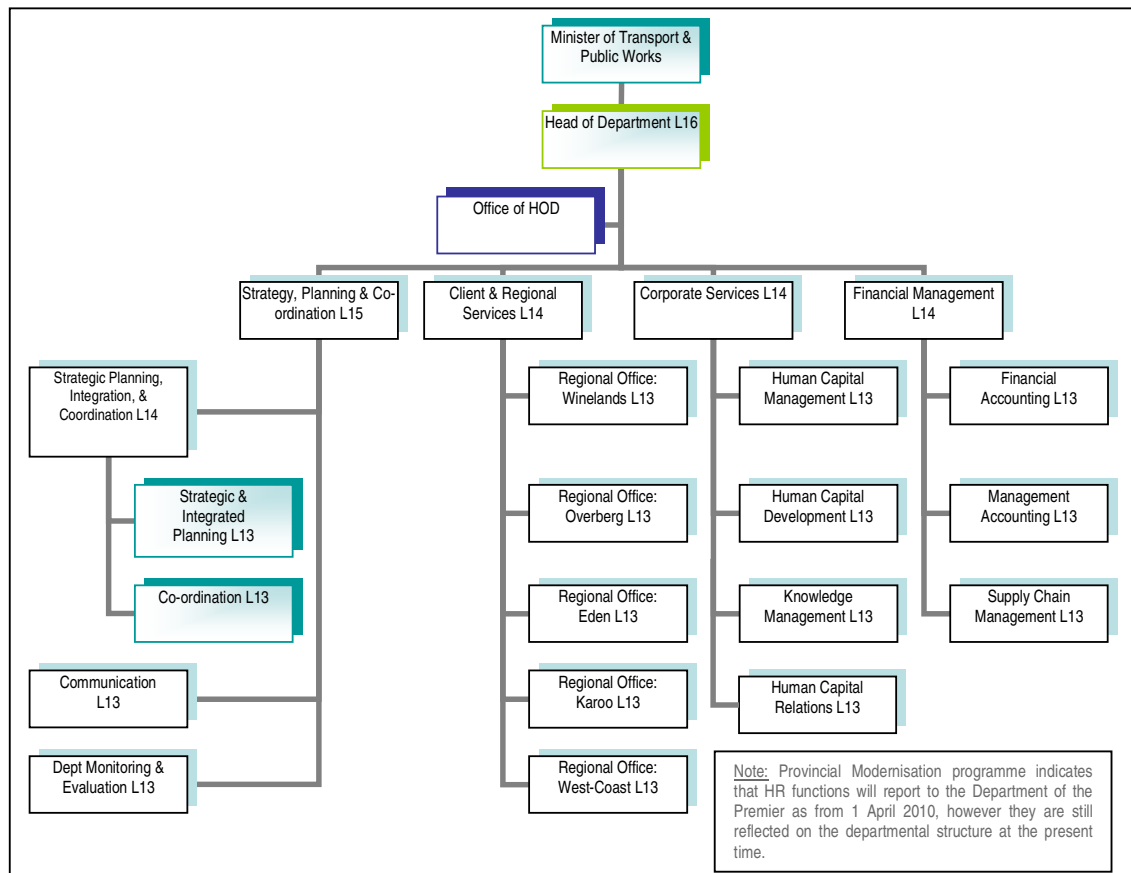 Minister of Transport &
Public Works
Head of Department L16
Office of HOD
Strategy, Planning & Co-
ordination L15
Client & Regional
Services L14
Corporate Services L14
Financial Management
L14
Strategic Planning,
Integration, &
Coordination L14
Strategic &
Integrated
Planning L13
Co-ordination L13
Communication
L13
Dept Monitoring &
Evaluation L13
Regional Office:
Winelands L13
Regional Office:
Overberg L13
Regional Office:
Eden L13
Regional Office:
Karoo L13
Regional Office:
West-Coast L13
Human Capital
Management L13
Human Capital
Development L13
Knowledge
Management L13
Human Capital
Relations L13
Financial
Accounting L13
Management
Accounting L13
Supply Chain
Management L13
Note: Provincial Modernisation programme indicates
that HR functions will report to the Department of the
Premier as from 1 April 2010, however they are still
reflected on the departmental structure at the present
time.